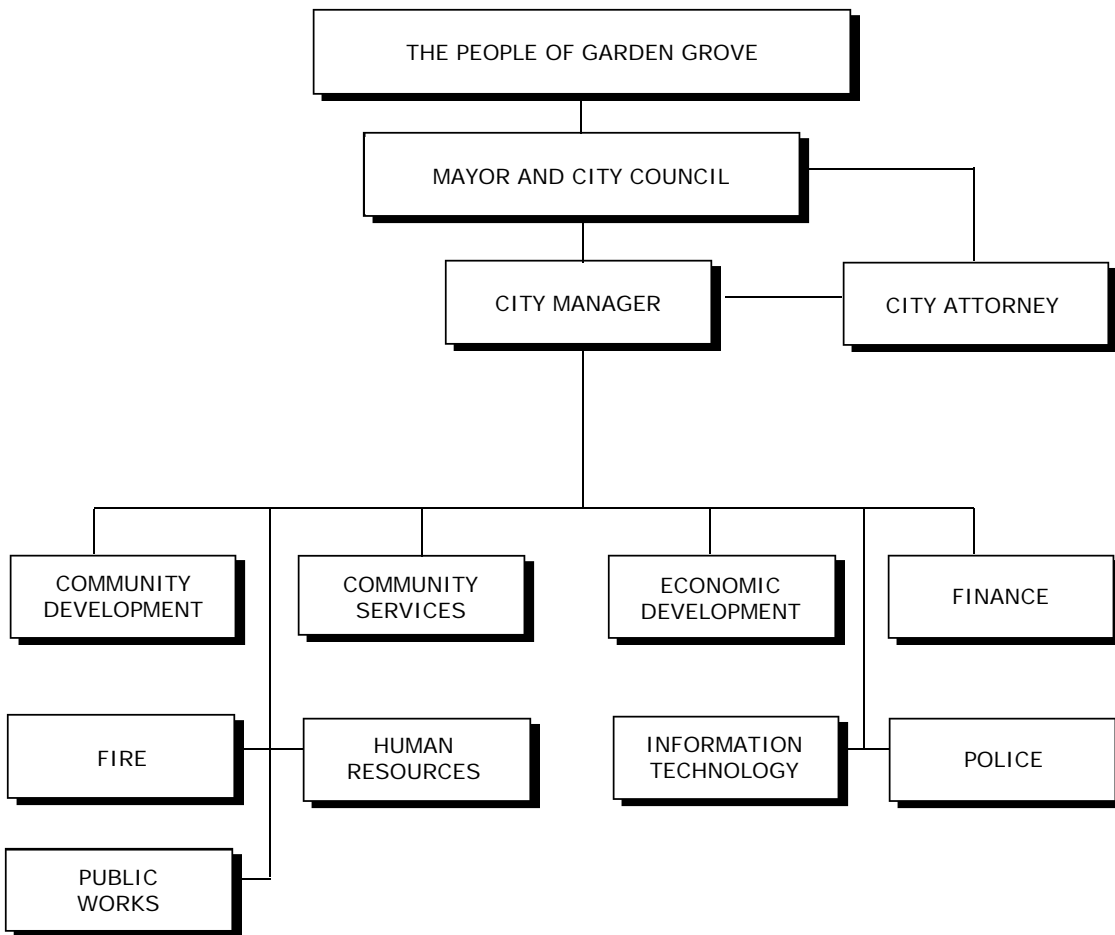 THE PEOPLE OF GARDEN GROVE
MAYOR AND CITY COUNCIL
CITY MANAGER
CITY ATTORNEY
COMMUNITY
DEVELOPMENT
COMMUNITY
SERVICES
ECONOMIC
DEVELOPMENT
FINANCE
FIRE
HUMAN
RESOURCES
INFORMATION
TECHNOLOGY
POLICE
PUBLIC
WORKS